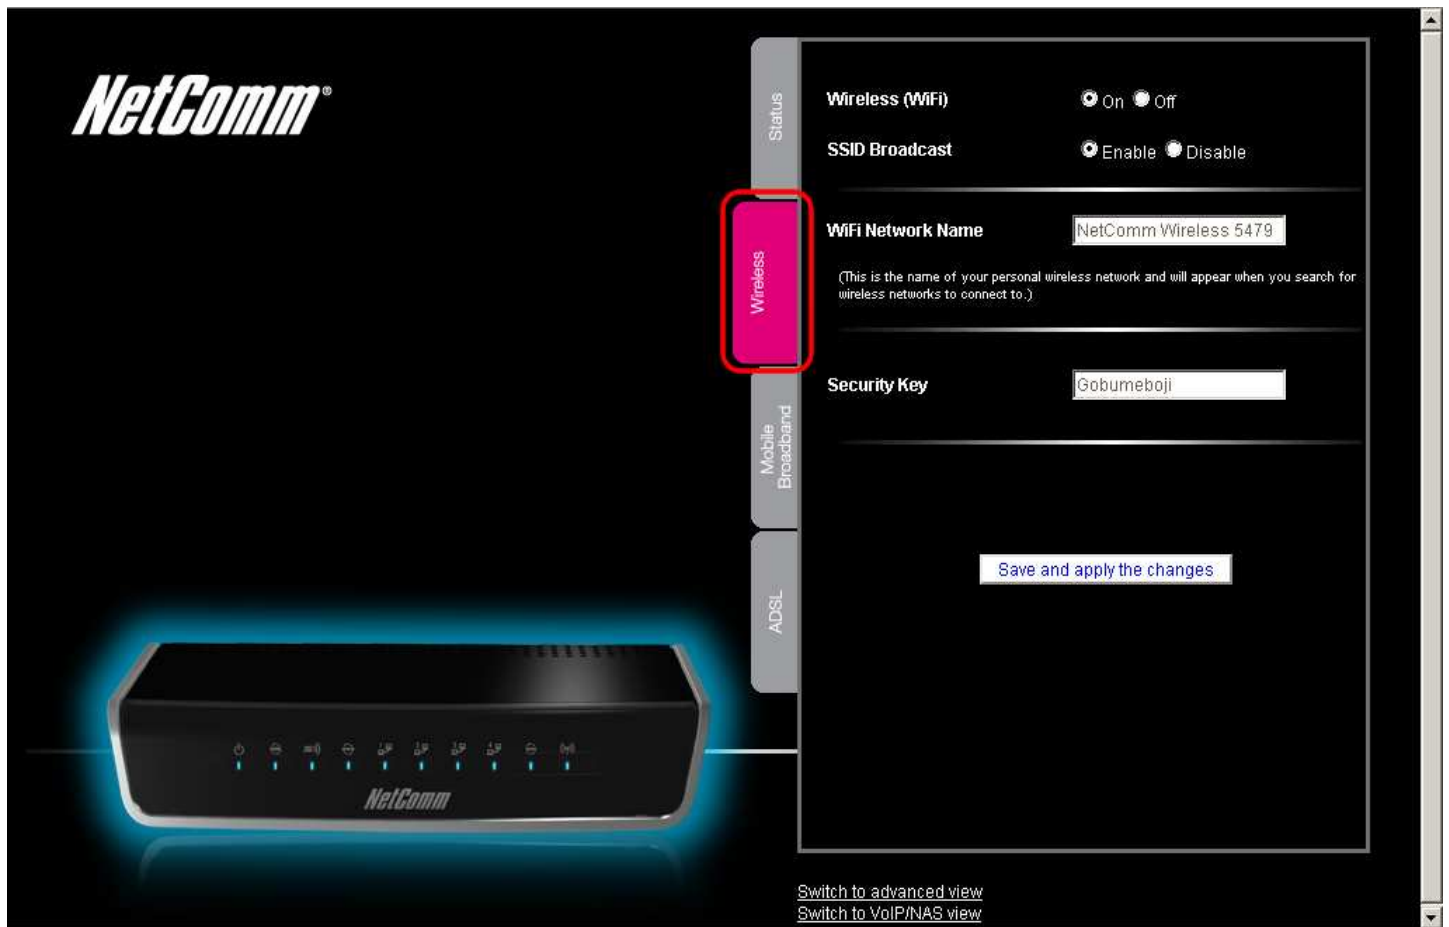 NetComm®
Status
Wireless
Mobile
Broadband
ADSL
Wireless (WiFi)
On Off
SSID Broadcast
Enable Disable
WiFi Network Name
NetComm Wireless 5479
(This is the name of your personal wireless network and will appear when you search for
wireless networks to connect to.)
Security Key
Gobumeboji
Save and apply the changes
NetComm
Switch to advanced view
Switch to VoIP/NAS view